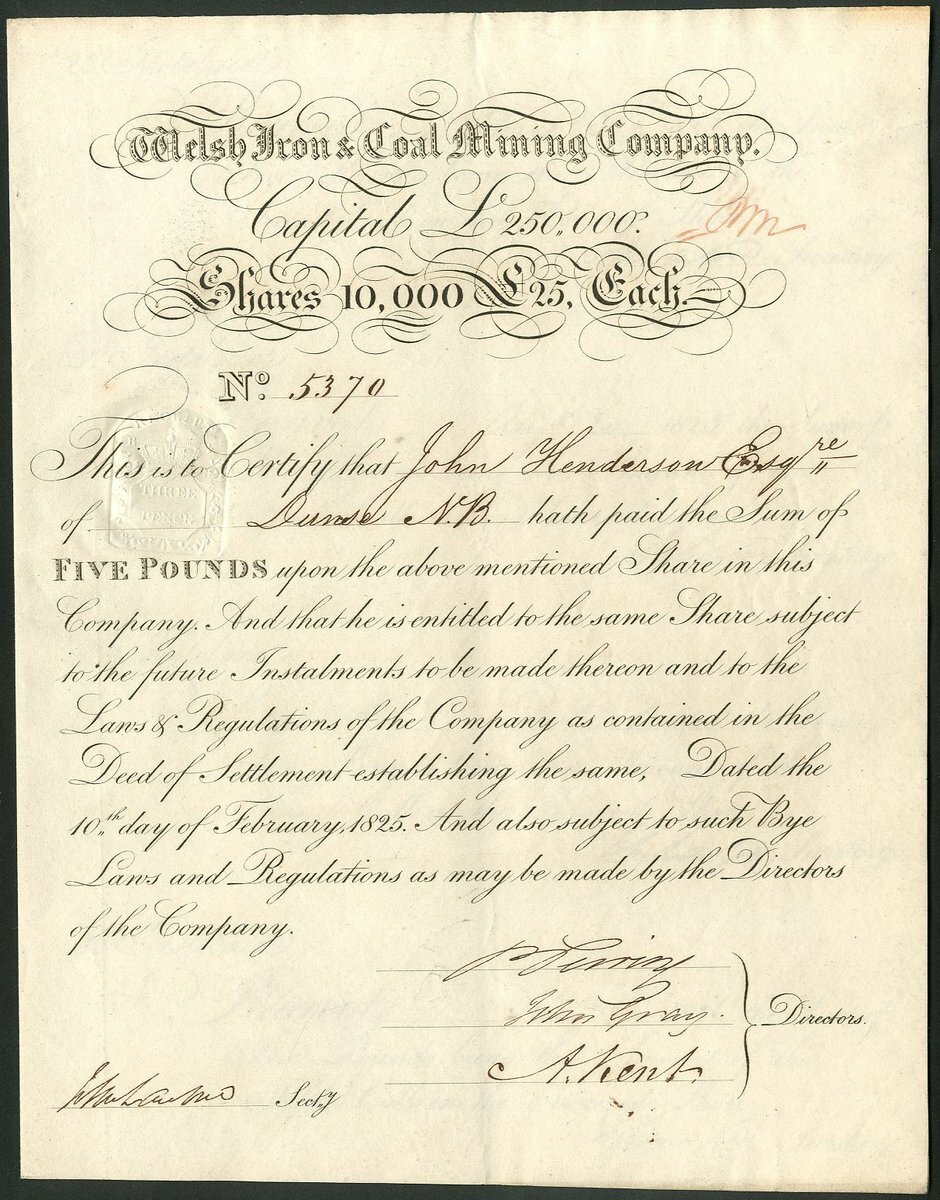 Welsh Iron & Coal Mining Company.
Capital £250,,000.
Shares 10,000 £25, Each.
No. 5370
This is to Certify that John Henderson Esqre
of Dunse N.B. hath paid the Sum of
FIVE POUNDS upon the above mentioned Share in this
Company. And that he is entitled to the same Share subject
to the future Instalments to be made thereon and to the
Laws & Regulations of the Company as contained in the
Deed of Settlement establishing the same, Dated the
10,,th day of February, 1825. And also subject to such Bye
Laws and Regulations as may be made by the Directors
of the Company.
John Gray.
Directors.
A. Kent.
Secty
THREE
PENCE